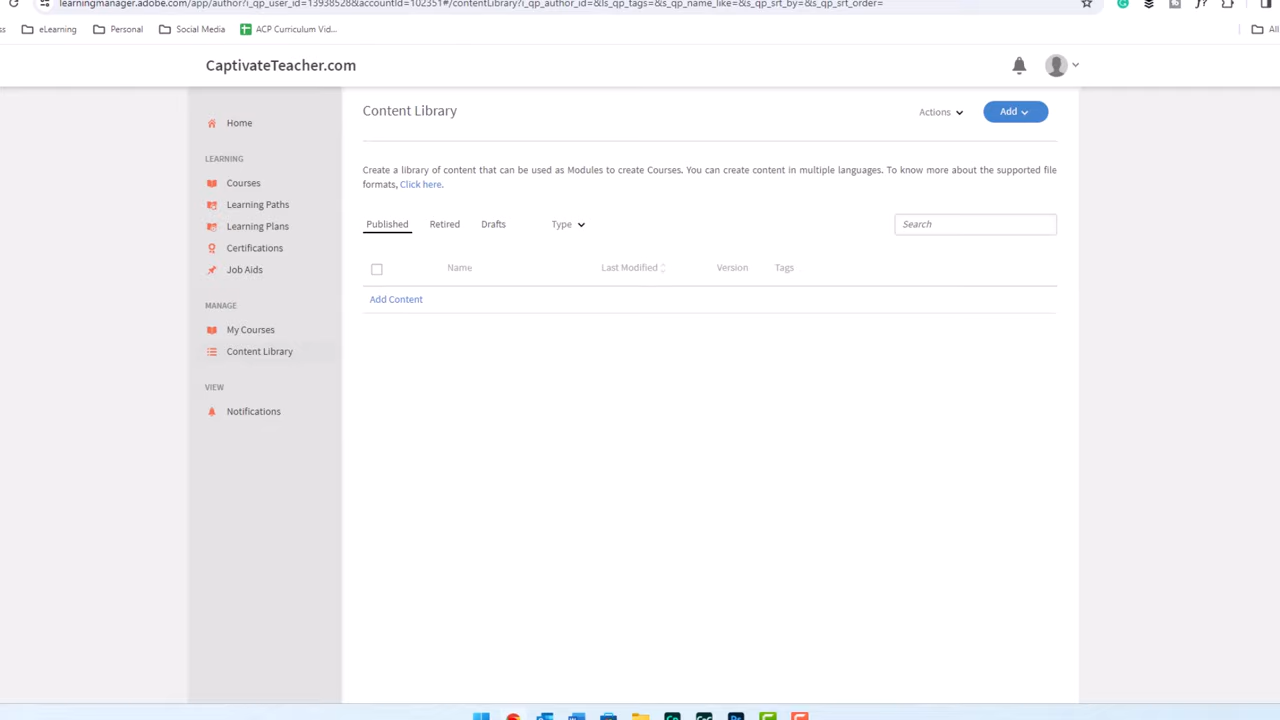 learningmanager.adobe.com/app/author?i_qp_user_id=13938528&accountId=102351#/contentLibrary?i_qp_author_id=&ls_qp_tags=&s_qp_name_like=&s_qp_srt_by=&s_qp_srt_order=
eLearning
Personal
Social Media
ACP Curriculum Vid...
All
CaptivateTeacher.com
Home
LEARNING
Courses
Learning Paths
Learning Plans
Certifications
Job Aids
MANAGE
My Courses
Content Library
VIEW
Notifications
Content Library
Actions
Add
Create a library of content that can be used as Modules to create Courses. You can create content in multiple languages. To know more about the supported file
formats, Click here.
Published Retired Drafts Type Search
Name Last Modified Version Tags
Add Content